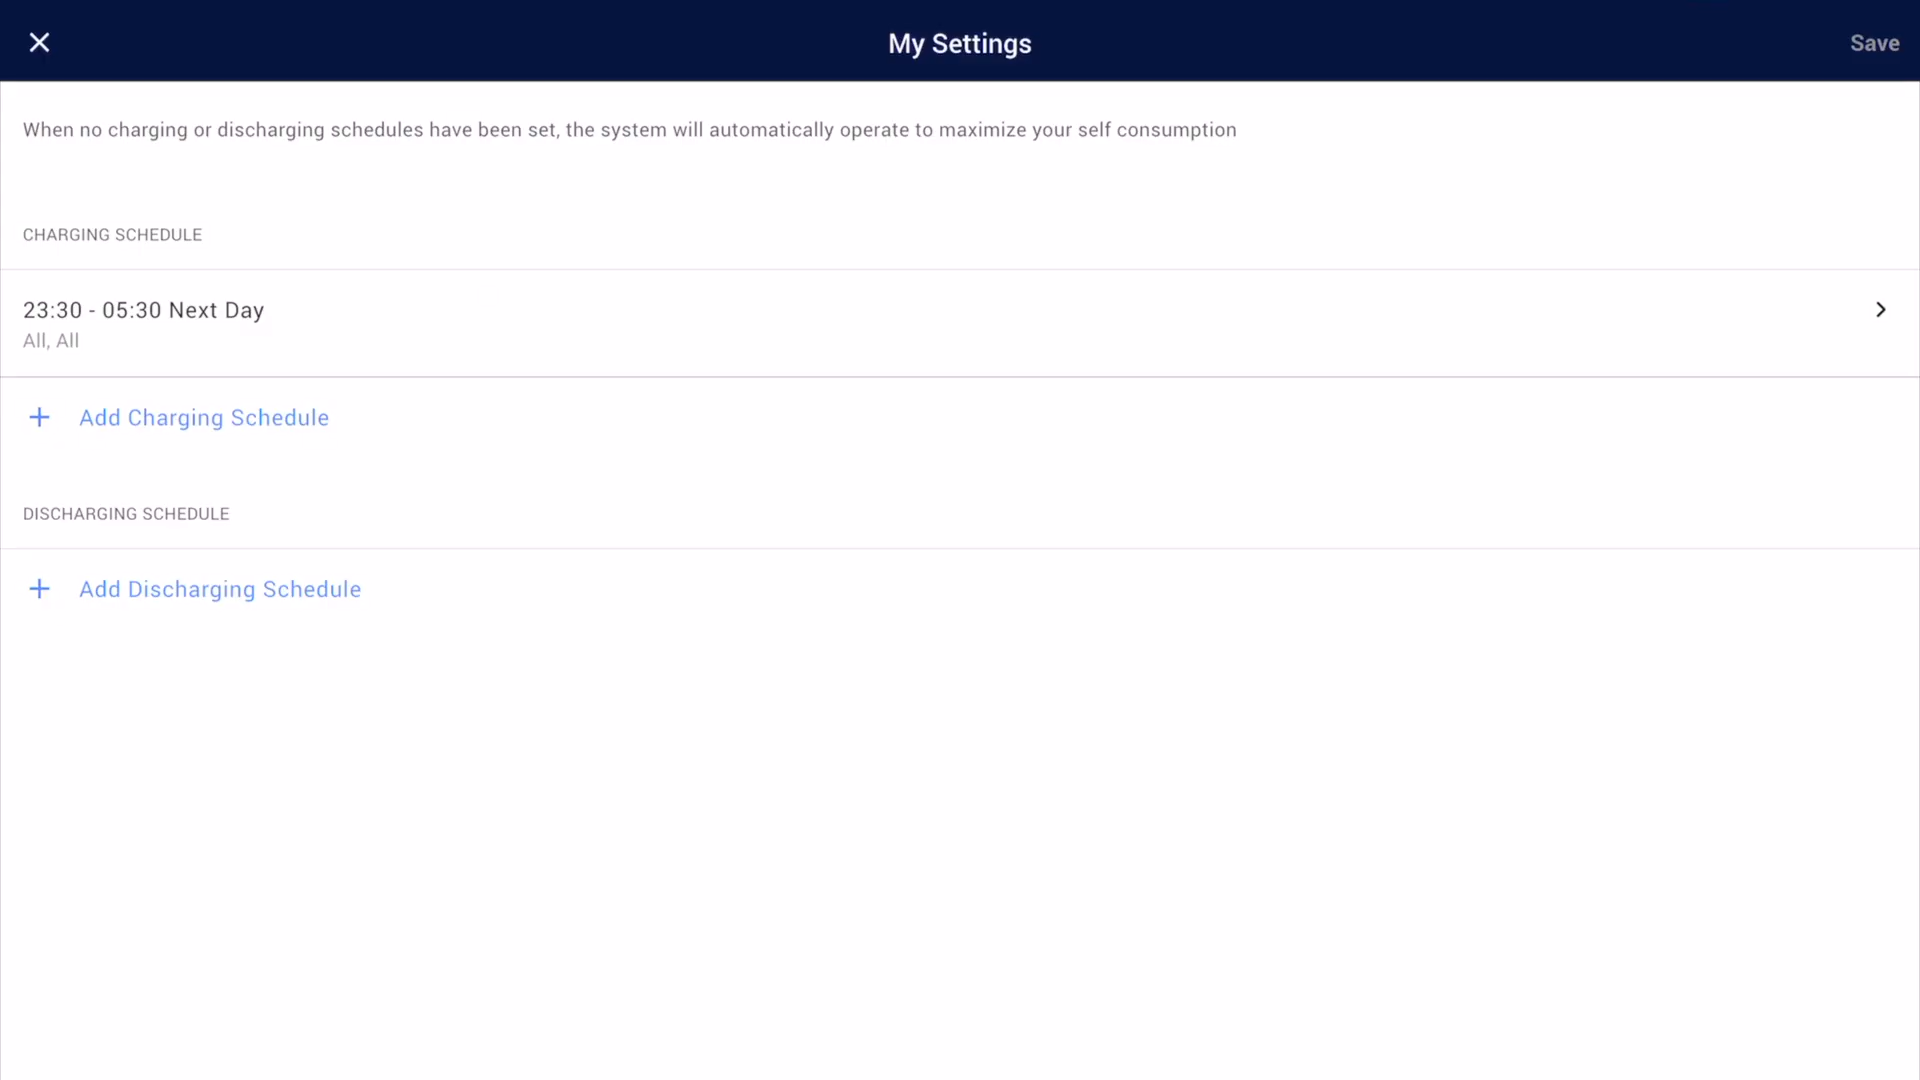 My Settings
Save
When no charging or discharging schedules have been set, the system will automatically operate to maximize your self consumption
CHARGING SCHEDULE
23:30 - 05:30 Next Day
All, All
Add Charging Schedule
DISCHARGING SCHEDULE
Add Discharging Schedule